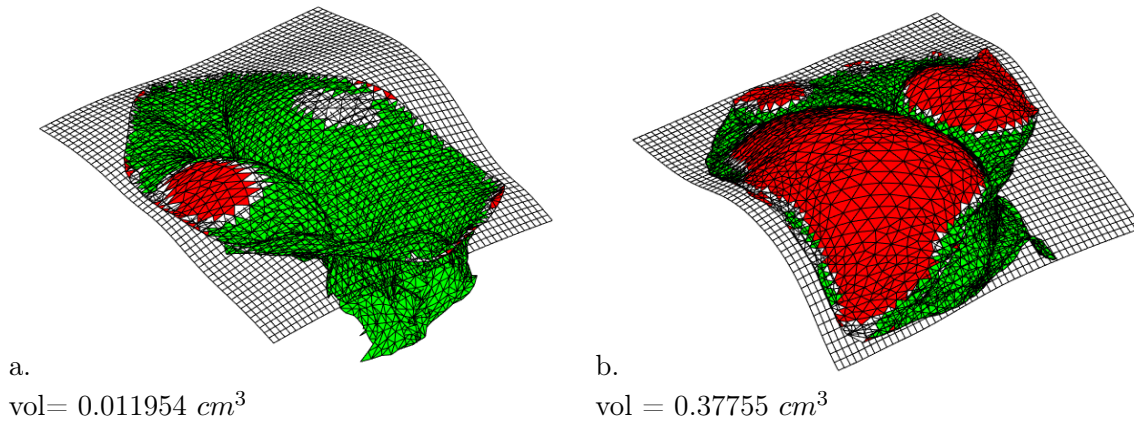 a.
vol= 0.011954 cm³
b.
vol = 0.37755 cm³